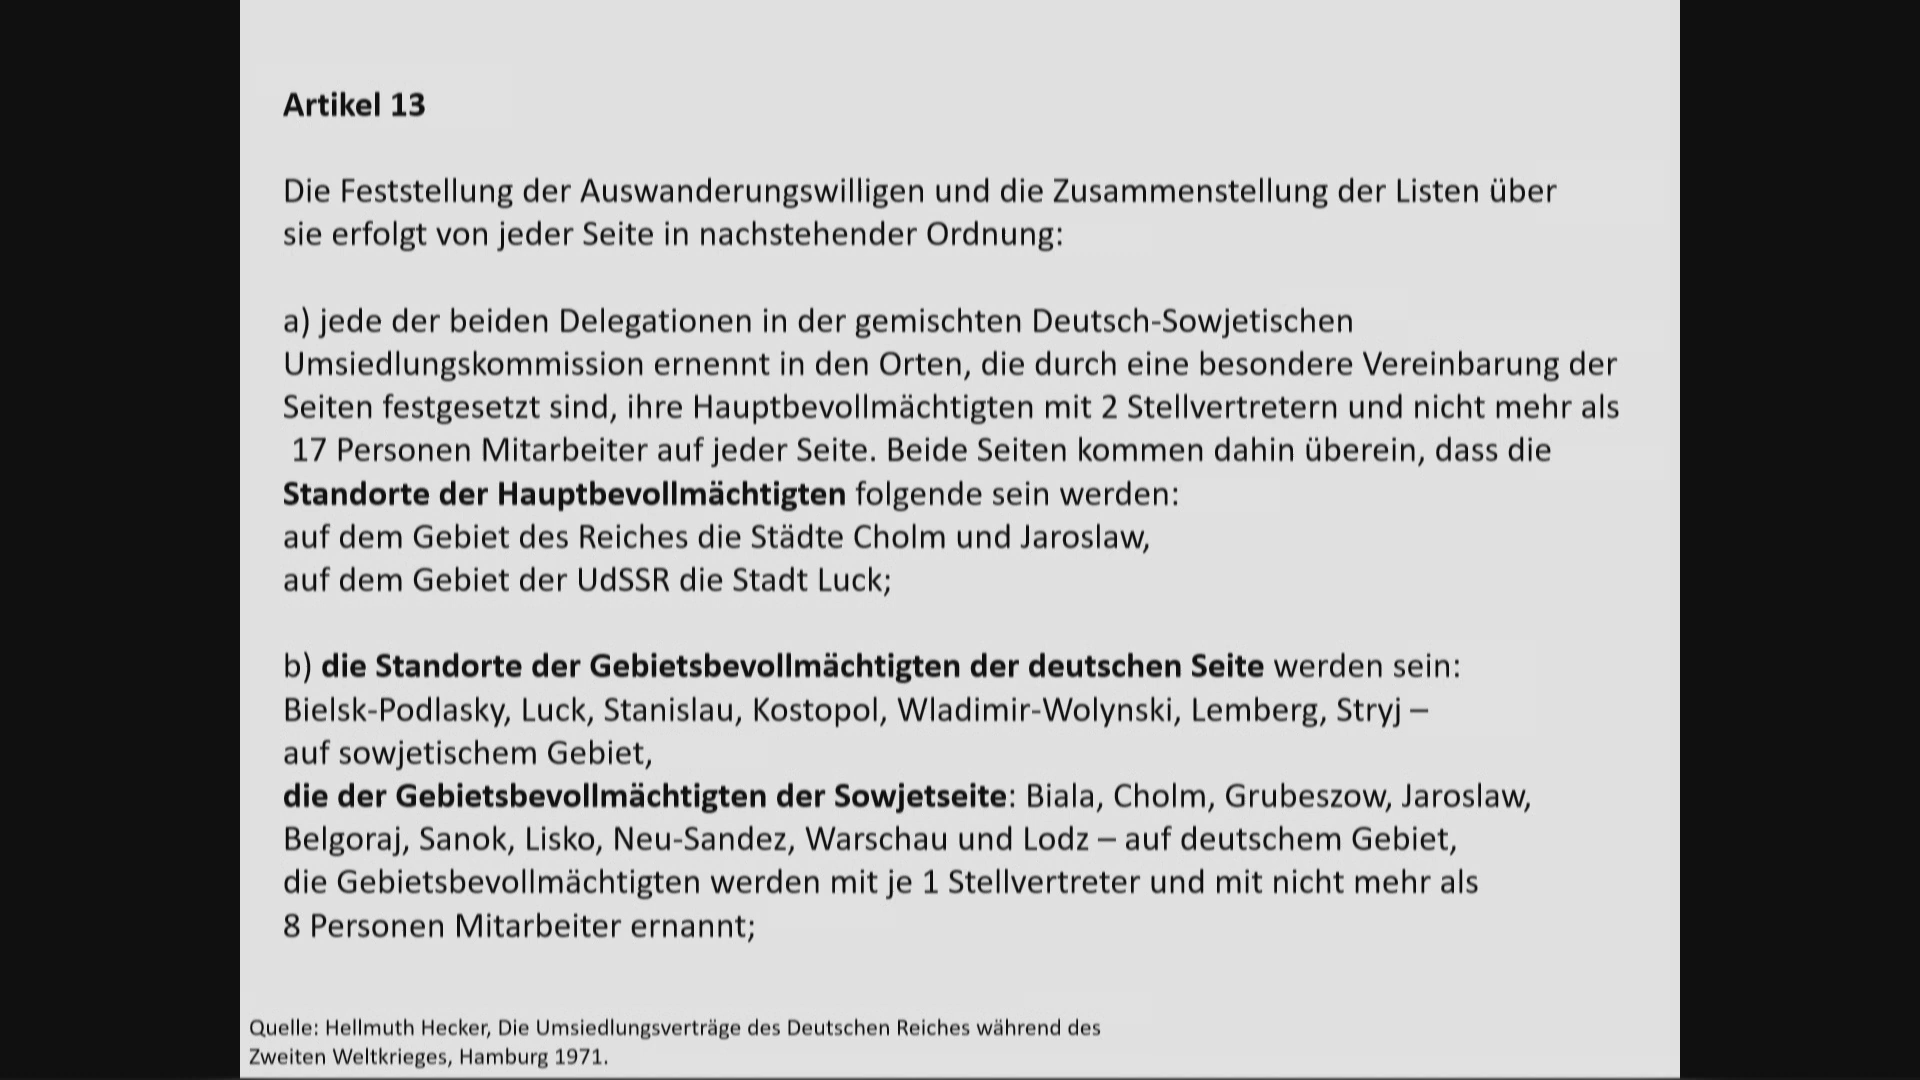 Artikel 13
Die Feststellung der Auswanderungswilligen und die Zusammenstellung der Listen über
sie erfolgt von jeder Seite in nachstehender Ordnung:
a) jede der beiden Delegationen in der gemischten Deutsch-Sowjetischen
Umsiedlungskommission ernennt in den Orten, die durch eine besondere Vereinbarung der
Seiten festgesetzt sind, ihre Hauptbevollmächtigten mit 2 Stellvertretern und nicht mehr als
17 Personen Mitarbeiter auf jeder Seite. Beide Seiten kommen dahin überein, dass die
Standorte der Hauptbevollmächtigten folgende sein werden:
auf dem Gebiet des Reiches die Städte Cholm und Jaroslaw,
auf dem Gebiet der UdSSR die Stadt Luck;
b) die Standorte der Gebietsbevollmächtigten der deutschen Seite werden sein:
Bielsk-Podlasky, Luck, Stanislau, Kostopol, Wladimir-Wolynski, Lemberg, Stryj –
auf sowjetischem Gebiet,
die der Gebietsbevollmächtigten der Sowjetseite: Biala, Cholm, Grubeszow, Jaroslaw,
Belgoraj, Sanok, Lisko, Neu-Sandez, Warschau und Lodz – auf deutschem Gebiet,
die Gebietsbevollmächtigten werden mit je 1 Stellvertreter und mit nicht mehr als
8 Personen Mitarbeiter ernannt;
Quelle: Hellmuth Hecker, Die Umsiedlungsverträge des Deutschen Reiches während des
Zweiten Weltkrieges, Hamburg 1971.